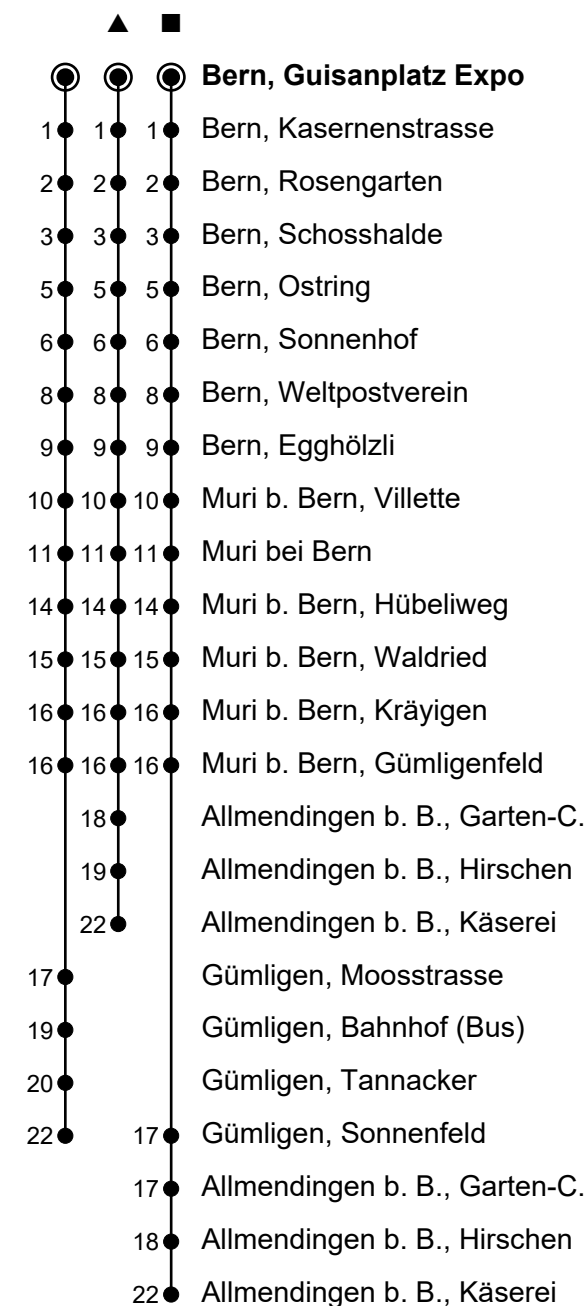 ▲ ■
Bern, Guisanplatz Expo
1 1 1 Bern, Kasernenstrasse
2 2 2 Bern, Rosengarten
3 3 3 Bern, Schosshalde
5 5 5 Bern, Ostring
6 6 6 Bern, Sonnenhof
8 8 8 Bern, Weltpostverein
9 9 9 Bern, Egghölzli
10 10 10 Muri b. Bern, Villette
11 11 11 Muri bei Bern
14 14 14 Muri b. Bern, Hübeliweg
15 15 15 Muri b. Bern, Waldried
16 16 16 Muri b. Bern, Kräyigen
16 16 16 Muri b. Bern, Gümligenfeld
18 Allmendingen b. B., Garten-C.
19 Allmendingen b. B., Hirschen
22 Allmendingen b. B., Käserei
17 Gümligen, Moosstrasse
19 Gümligen, Bahnhof (Bus)
20 Gümligen, Tannacker
22 17 Gümligen, Sonnenfeld
17 Allmendingen b. B., Garten-C.
18 Allmendingen b. B., Hirschen
22 Allmendingen b. B., Käserei